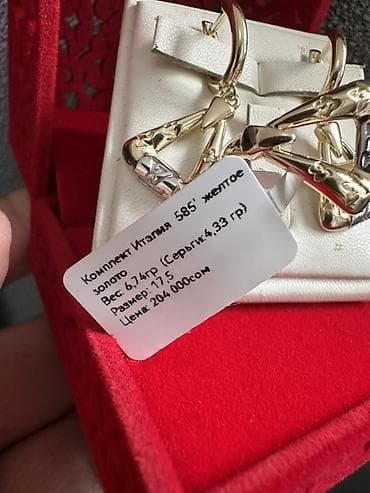 Комплект Италия 585' желтое
золото
Вес: 6,74гр (Серьги:4,33 гр)
Размер: 17,5
Цена: 204 000сом